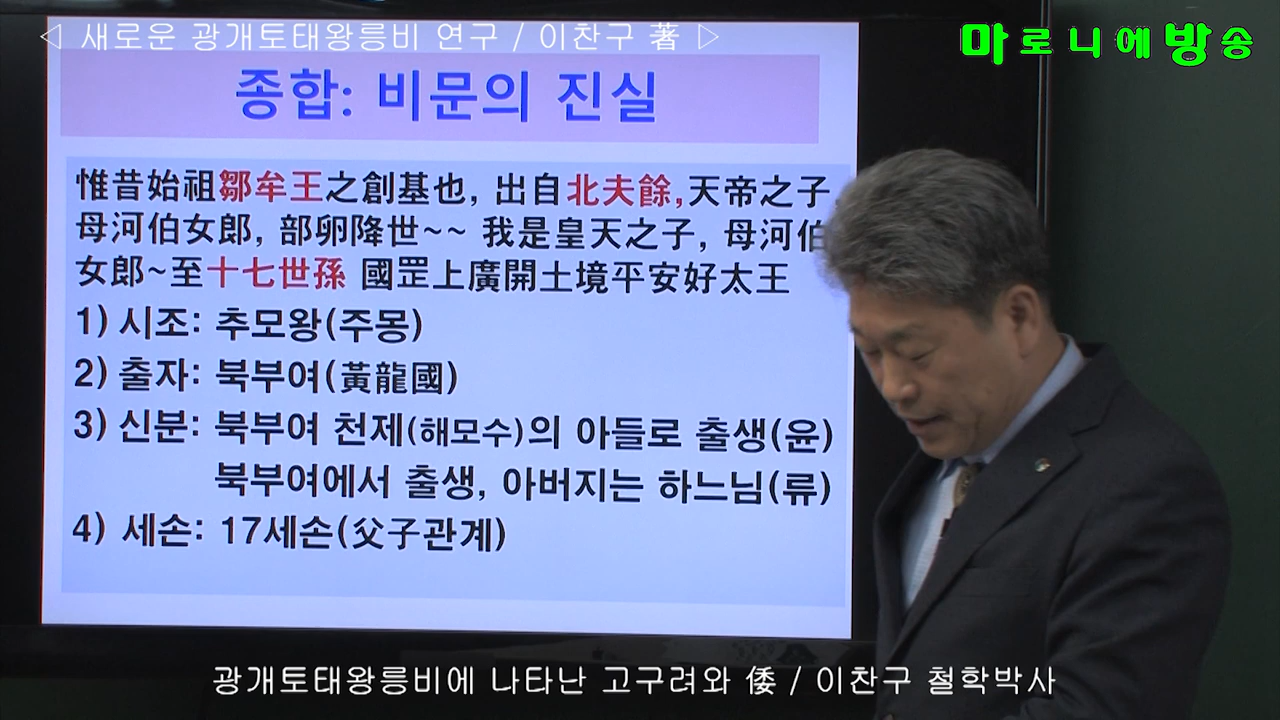 ◁ 새로운 광개토태왕릉비 연구 / 이찬구 著 ▷
마로니에방송
종합: 비문의 진실
惟昔始祖鄒牟王之創基也, 出自北夫餘,天帝之子,
母河伯女郎, 部卵降世~~ 我是皇天之子, 母河伯
女郎~至十七世孫 國罡上廣開土境平安好太王
1) 시조: 추모왕(주몽)
2) 출자: 북부여(黃龍國)
3) 신분: 북부여 천제(해모수)의 아들로 출생(윤)
북부여에서 출생, 아버지는 하느님(류)
4) 세손: 17세손(父子관계)
광개토태왕릉비에 나타난 고구려와 倭 / 이찬구 철학박사